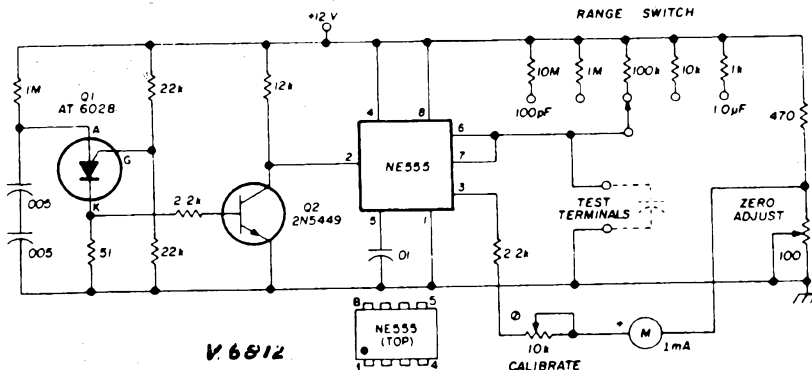 RANGE SWITCH
+12 V
1M
Q1
AT 6028
A
G
K
22k
12k
4
8
10M
1M
100k
10k
1k
100pF
1.0µF
470
6
7
2
NE555
3
5
1
005
005
2.2k
Q2
2N5449
51
22k
.01
2.2k
TEST
TERMINALS
ZERO
ADJUST
100
8
5
NE555
(TOP)
1
4
10k
CALIBRATE
+
M
1mA